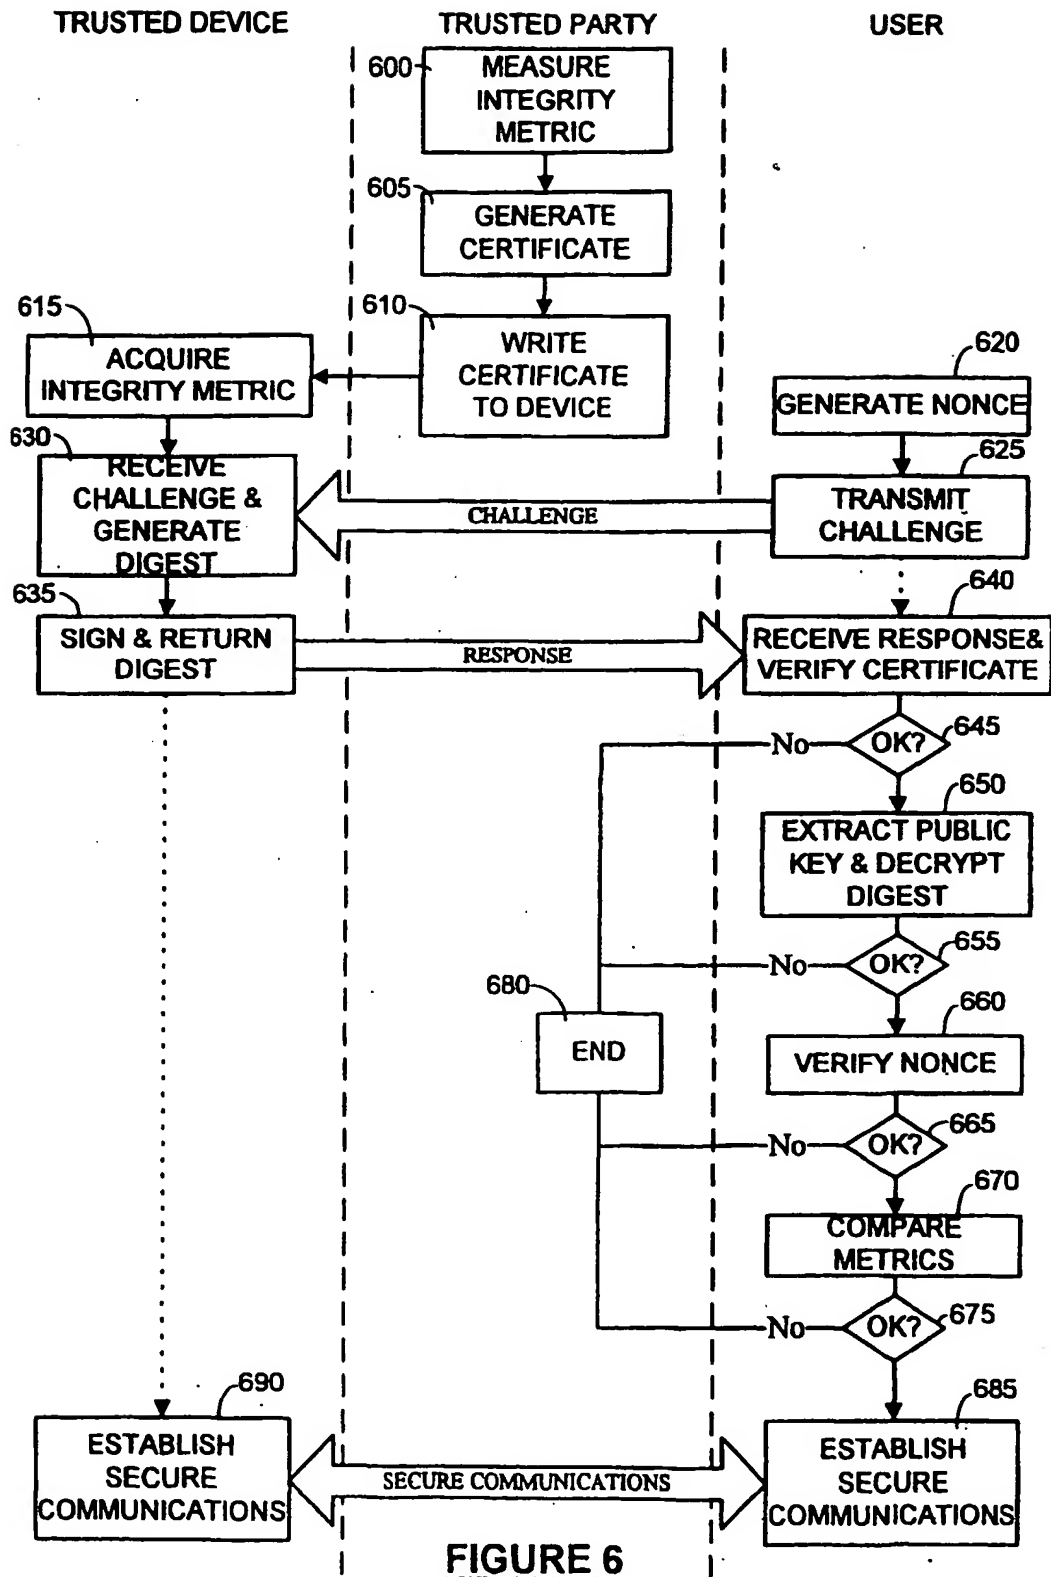 TRUSTED DEVICE
TRUSTED PARTY
USER
600
MEASURE
INTEGRITY
METRIC
605
GENERATE
CERTIFICATE
610
WRITE
CERTIFICATE
TO DEVICE
615
ACQUIRE
INTEGRITY METRIC
620
GENERATE NONCE
625
TRANSMIT
CHALLENGE
CHALLENGE
630
RECEIVE
CHALLENGE &
GENERATE
DIGEST
635
SIGN & RETURN
DIGEST
RESPONSE
640
RECEIVE RESPONSE&
VERIFY CERTIFICATE
645
OK?
No
650
EXTRACT PUBLIC
KEY & DECRYPT
DIGEST
655
OK?
No
680
END
660
VERIFY NONCE
665
OK?
No
670
COMPARE
METRICS
675
OK?
No
690
ESTABLISH
SECURE
COMMUNICATIONS
SECURE COMMUNICATIONS
685
ESTABLISH
SECURE
COMMUNICATIONS
FIGURE 6